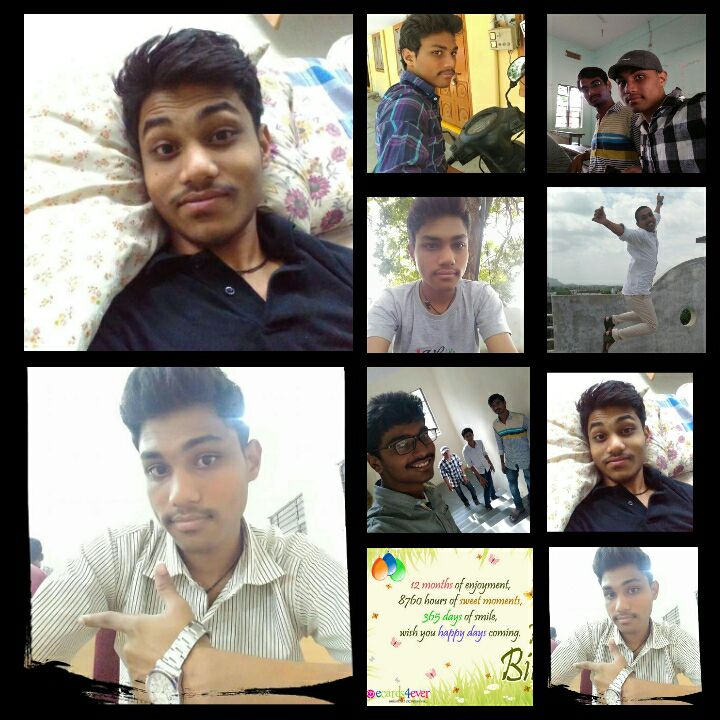 12 months of enjoyment,
8760 hours of sweet moments,
365 days of smile,
wish you happy days coming.
Bi
ecards4ever